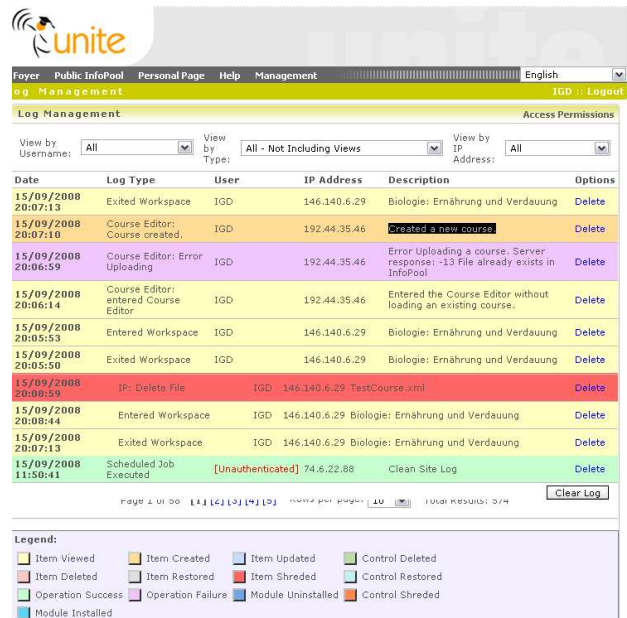 unite
Foyer Public InfoPool Personal Page Help Management English
og Management IGD :: Logout
Log Management Access Permissions
View by Username: All View by Type: All - Not Including Views View by IP Address: All
Date Log Type User IP Address Description Options
15/09/2008 20:07:13 Exited Workspace IGD 146.140.6.29 Biologie: Ernährung und Verdauung Delete
15/09/2008 20:07:10 Course Editor: Course created. IGD 192.44.35.46 Created a new course. Delete
15/09/2008 20:06:59 Course Editor: Error Uploading IGD 192.44.35.46 Error Uploading a course. Server response: -13 File already exists in InfoPool Delete
15/09/2008 20:06:14 Course Editor: entered Course Editor IGD 192.44.35.46 Entered the Course Editor without loading an existing course. Delete
15/09/2008 20:05:53 Entered Workspace IGD 146.140.6.29 Biologie: Ernährung und Verdauung Delete
15/09/2008 20:05:50 Exited Workspace IGD 146.140.6.29 Biologie: Ernährung und Verdauung Delete
15/09/2008 20:08:59 IP: Delete File IGD 146.140.6.29 TestCourse.xml Delete
15/09/2008 20:08:44 Entered Workspace IGD 146.140.6.29 Biologie: Ernährung und Verdauung Delete
15/09/2008 20:07:13 Exited Workspace IGD 146.140.6.29 Biologie: Ernährung und Verdauung Delete
15/09/2008 11:50:41 Scheduled Job Executed [Unauthenticated] 74.6.22.88 Clean Site Log Delete
Page 1 of 58 [1] [2] [3] [4] [5] Rows per page: 10 Total Results: 574
Clear Log
Legend:
Item Viewed Item Created Item Updated Control Deleted
Item Deleted Item Restored Item Shredded Control Restored
Operation Success Operation Failure Module Uninstalled Control Shredded
Module Installed